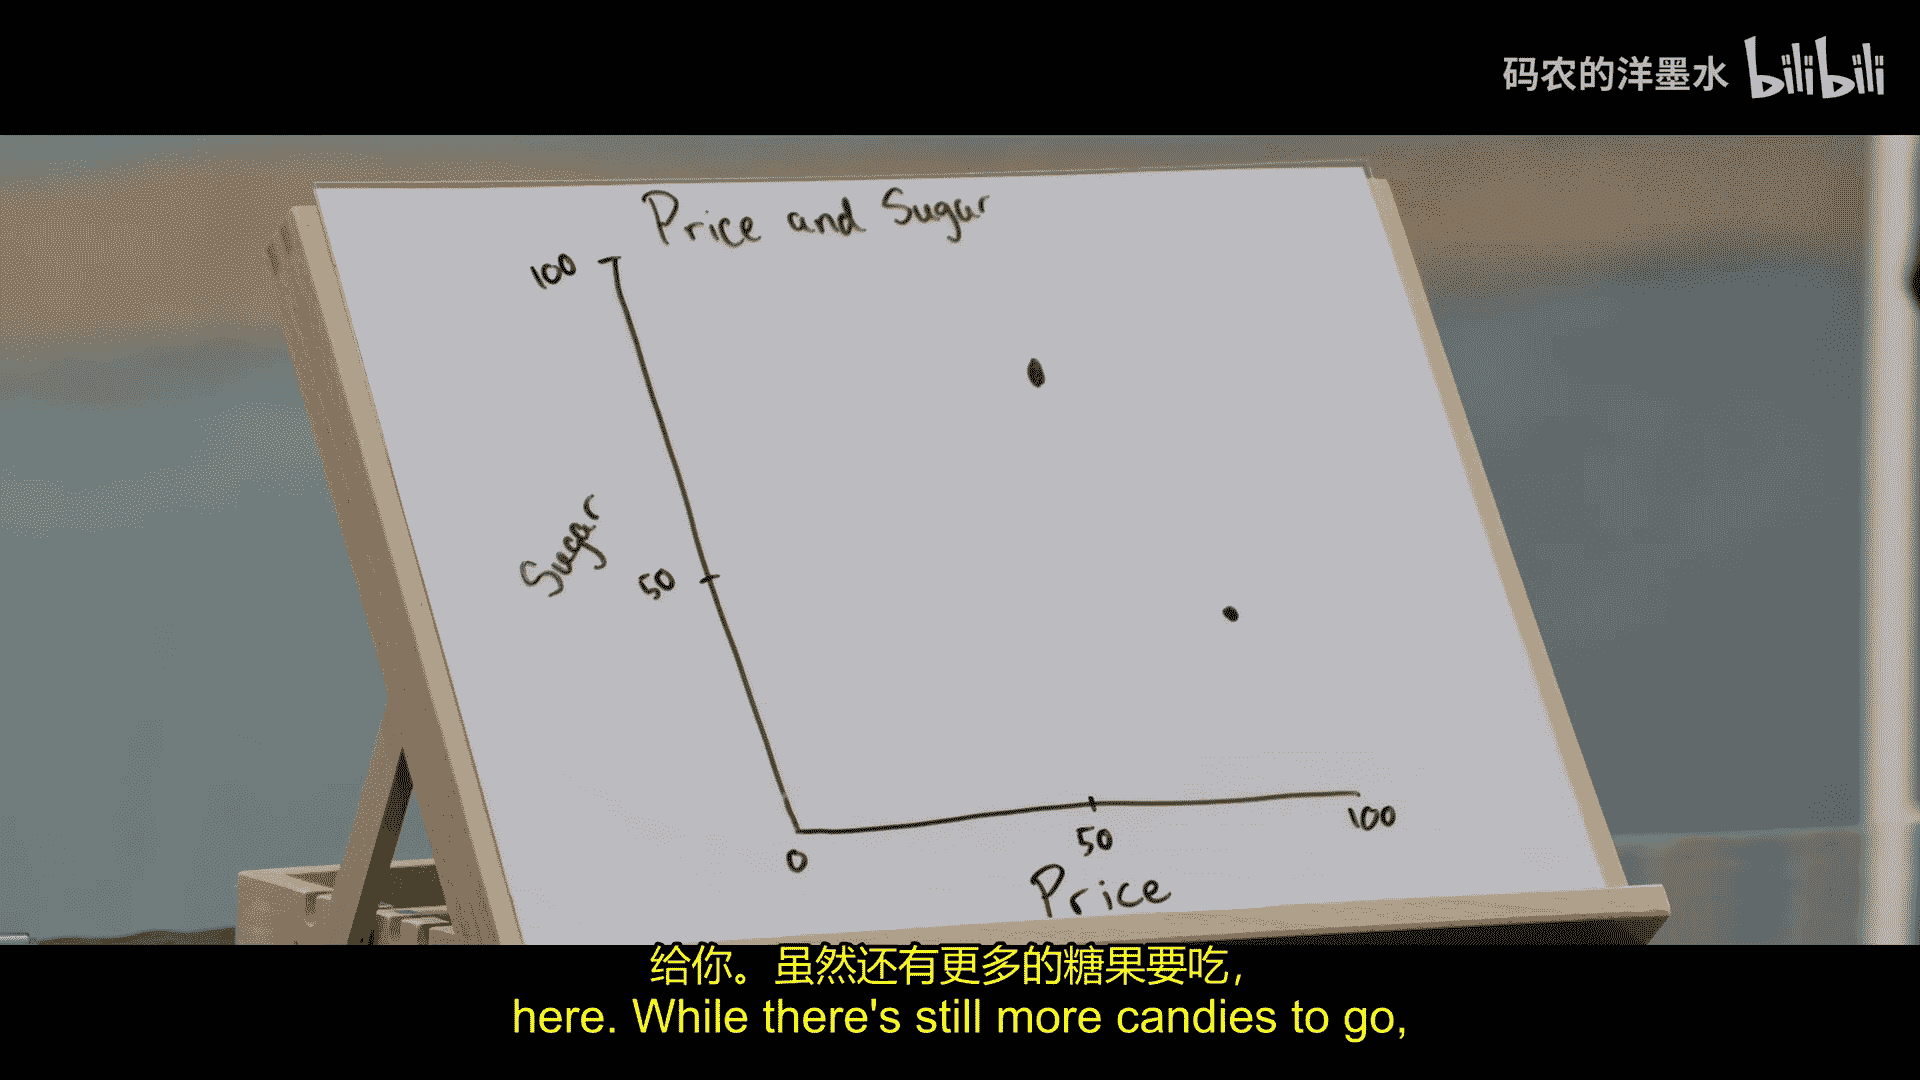 码农的洋墨水 bilibili
Price and Sugar
100
Sugar
50
0
50
100
Price
给你。虽然还有更多的糖果要吃，
here. While there's still more candies to go,